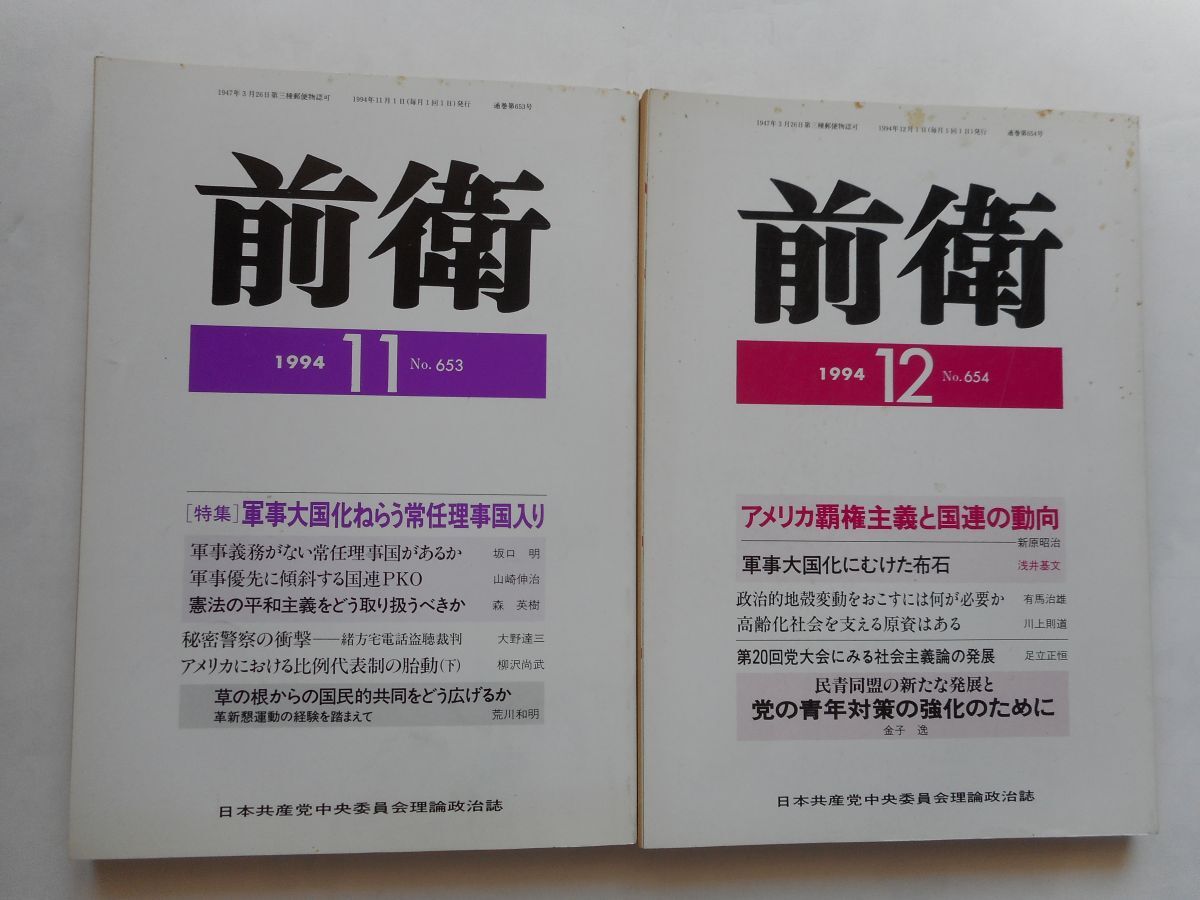 1947年3月26日第三種郵便物認可 1994年11月1日(毎月1回1日)発行 通巻第653号
前衛
1994 11 No. 653
[特集]軍事大国化ねらう常任理事国入り
軍事義務がない常任理事国があるか 坂口 明
軍事優先に傾斜する国連PKO 山崎伸治
憲法の平和主義をどう取り扱うべきか 森 英樹
秘密警察の衝撃――緒方宅電話盗聴裁判 大野達三
アメリカにおける比例代表制の胎動(下) 柳沢尚武
草の根からの国民的共同をどう広げるか
革新懇運動の経験を踏まえて 荒川和明
日本共産党中央委員会理論政治誌
1947年3月26日第三種郵便物認可 1994年12月1日(毎月1回1日)発行 通巻第654号
前衛
1994 12 No. 654
アメリカ覇権主義と国連の動向
新原昭治
軍事大国化にむけた布石 浅井基文
政治的地殻変動をおこすには何が必要か 有馬治雄
高齢化社会を支える原資はある 川上則道
第20回党大会にみる社会主義論の発展 足立正恒
民青同盟の新たな発展と
党の青年対策の強化のために
金子 逸
日本共産党中央委員会理論政治誌